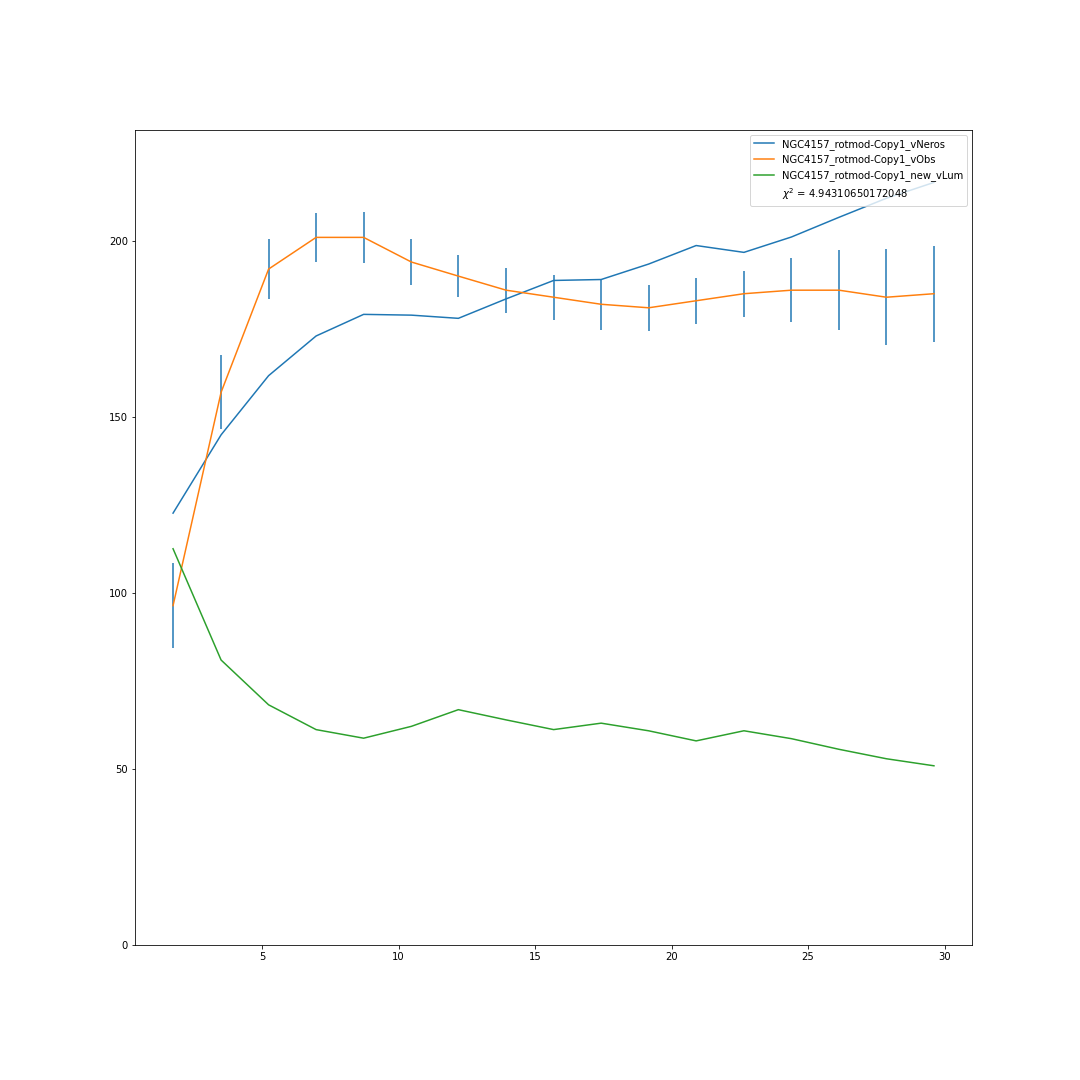 NGC4157_rotmod-Copy1_vNeros
NGC4157_rotmod-Copy1_vObs
NGC4157_rotmod-Copy1_new_vLum
χ² = 4.94310650172048
200
150
100
50
0
5 10 15 20 25 30